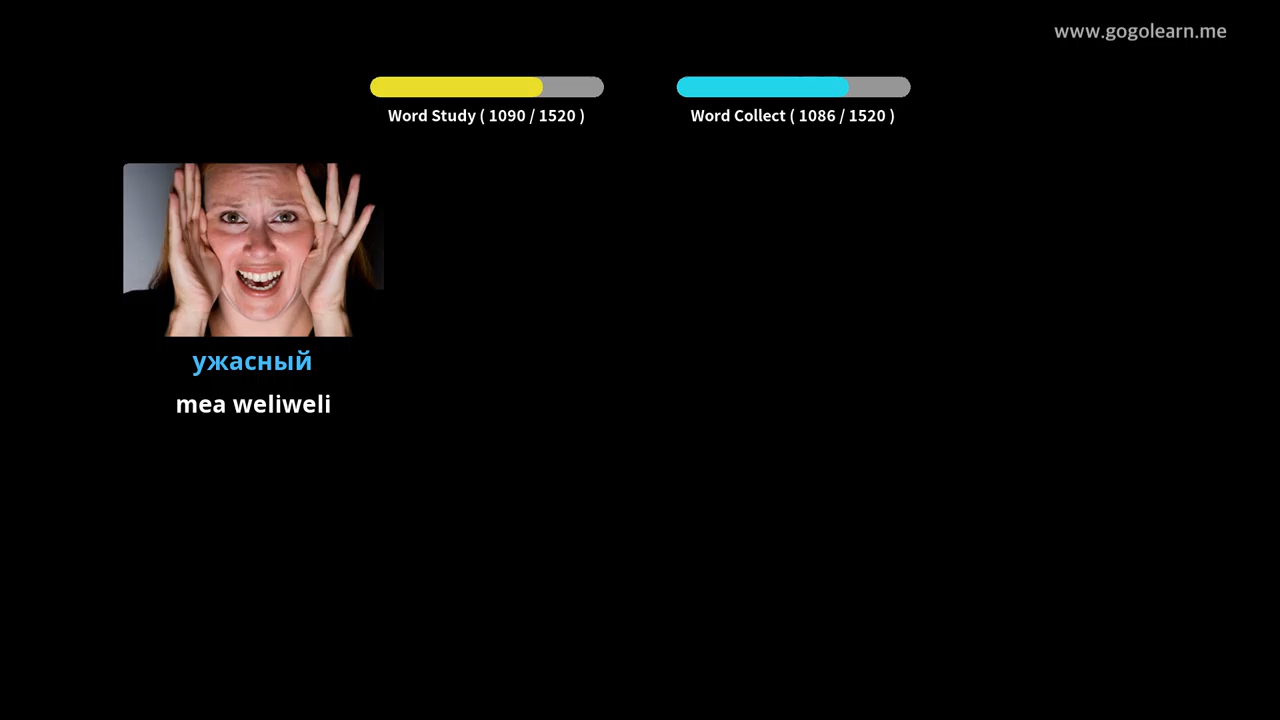 www.gogolearn.me
Word Study ( 1090 / 1520 )
Word Collect ( 1086 / 1520 )
ужасный
mea weliweli